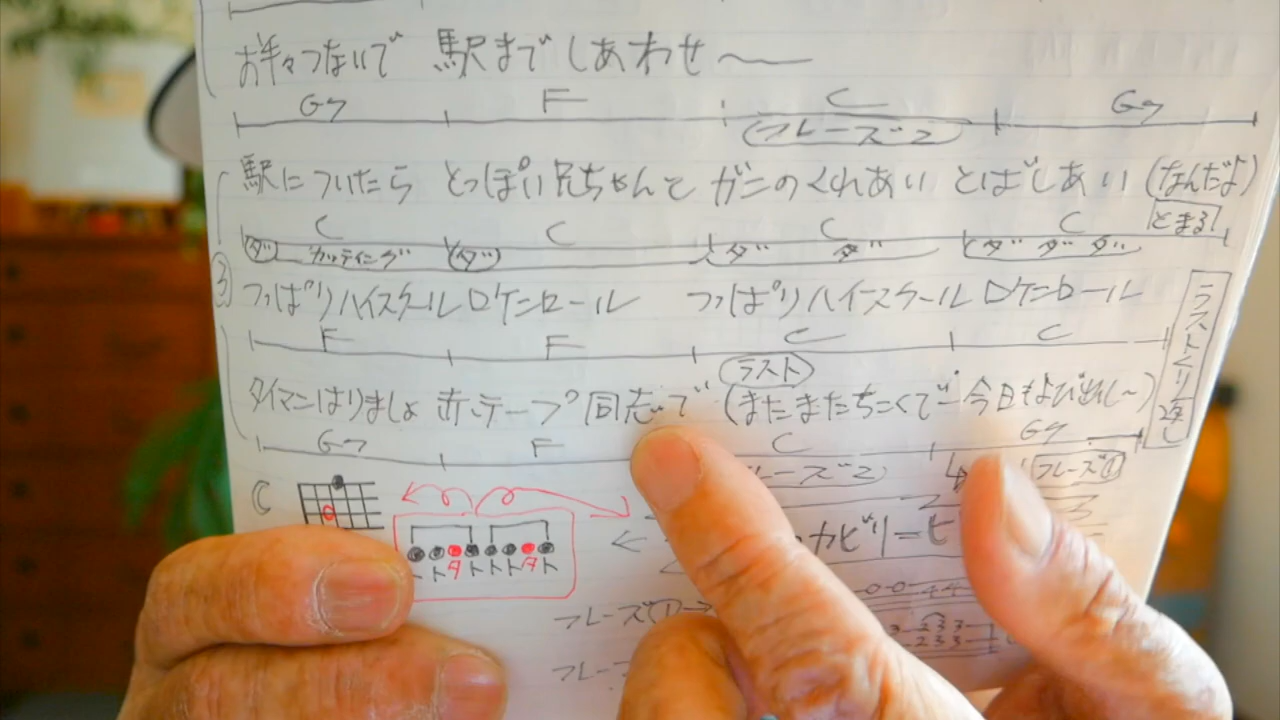 お手々つないで 駅まで しあわせ〜
G7 F C G7
フレーズ2
駅についたら とっぽい兄ちゃんと ガンのくれあい とばしあい (なんだよ)
C C C C とまる!
ダ カッティング ダ ダ ダ ダ ダ ダ
③ つっぱりハイスクールロケンロール つっぱりハイスクールロケンロール
F F C C
ラスト
ラストくり返し
タイマンはりましょ 赤テープ同志で (またまたちこくで 今日もよび出し〜)
G7 F C G7
フレーズ2 フレーズ①
C
トトタトトトタト
フレーズ(1)→
フレーズ